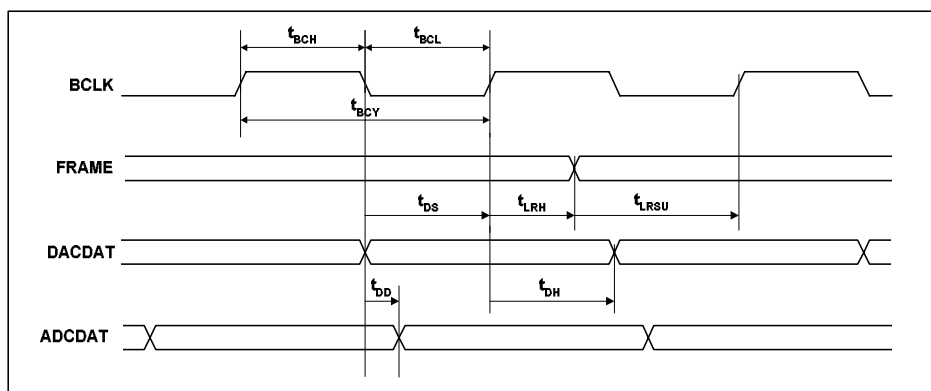 tBCH tBCL
BCLK
tBCY
FRAME
tDS tLRH tLRSU
DACDAT
tDD tDH
ADCDAT